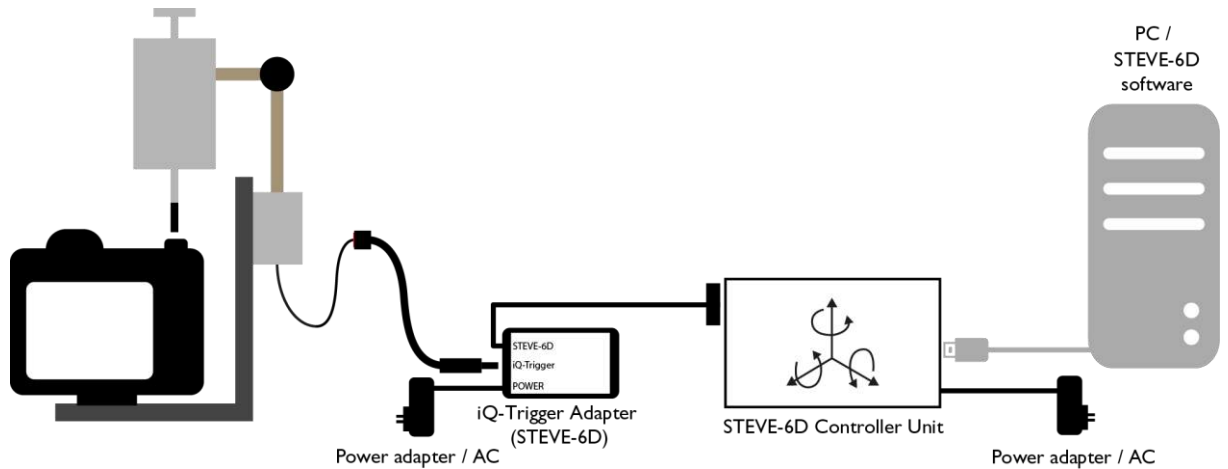 PC /
STEVE-6D
software
STEVE-6D
iQ-Trigger
POWER
iQ-Trigger Adapter
(STEVE-6D)
STEVE-6D Controller Unit
Power adapter / AC
Power adapter / AC